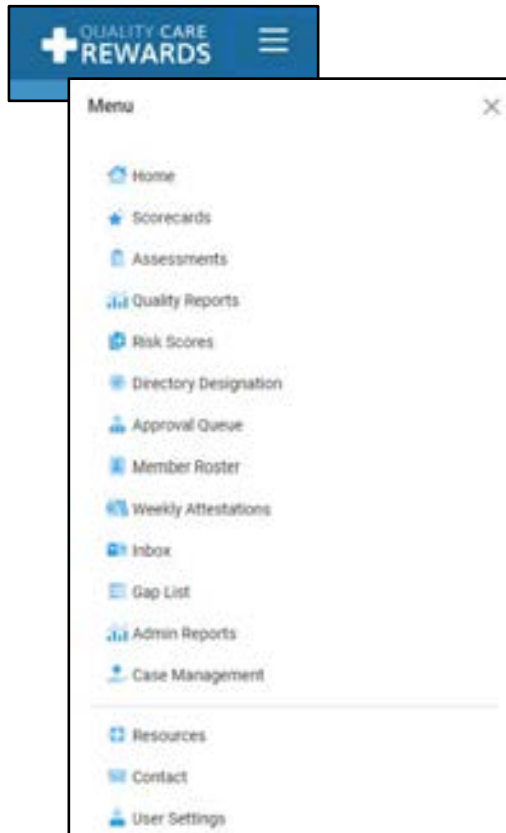 QUALITY CARE
REWARDS
Menu
Home
Scorecards
Assessments
Quality Reports
Risk Scores
Directory Designation
Approval Queue
Member Roster
Weekly Attestations
Inbox
Gap List
Admin Reports
Case Management
Resources
Contact
User Settings